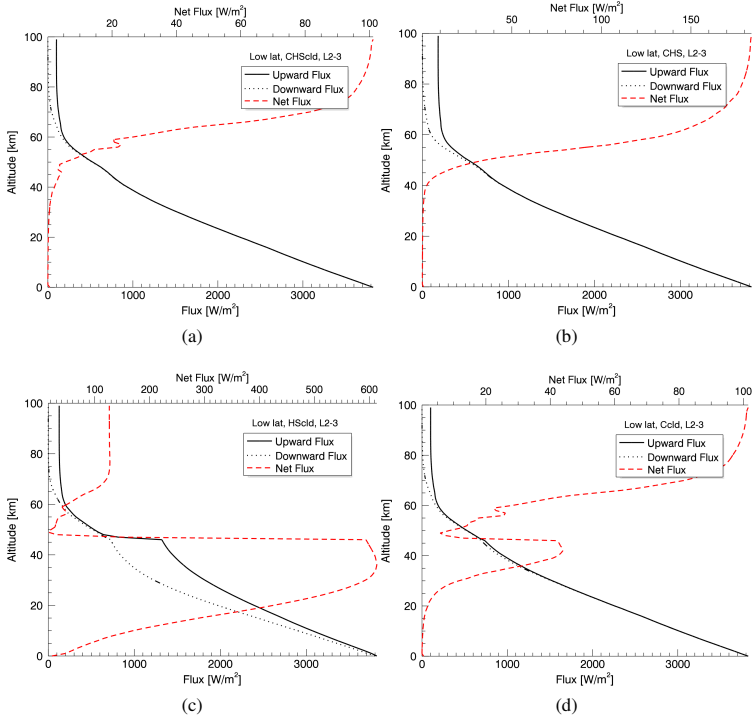 Net Flux [W/m²]
0 20 40 60 80 100
Low lat, CHScld, L2-3
Upward Flux
Downward Flux
Net Flux
100
80
60
40
20
0
Altitude [km]
0 1000 2000 3000
Flux [W/m²]
(a)
Net Flux [W/m²]
0 50 100 150
Low lat, CHS, L2-3
Upward Flux
Downward Flux
Net Flux
100
80
60
40
20
0
Altitude [km]
0 1000 2000 3000
Flux [W/m²]
(b)
Net Flux [W/m²]
0 100 200 300 400 500 600
Low lat, HScld, L2-3
Upward Flux
Downward Flux
Net Flux
100
80
60
40
20
0
Altitude [km]
0 1000 2000 3000
Flux [W/m²]
(c)
Net Flux [W/m²]
0 20 40 60 80 100
Low lat, Ccld, L2-3
Upward Flux
Downward Flux
Net Flux
100
80
60
40
20
0
Altitude [km]
0 1000 2000 3000
Flux [W/m²]
(d)